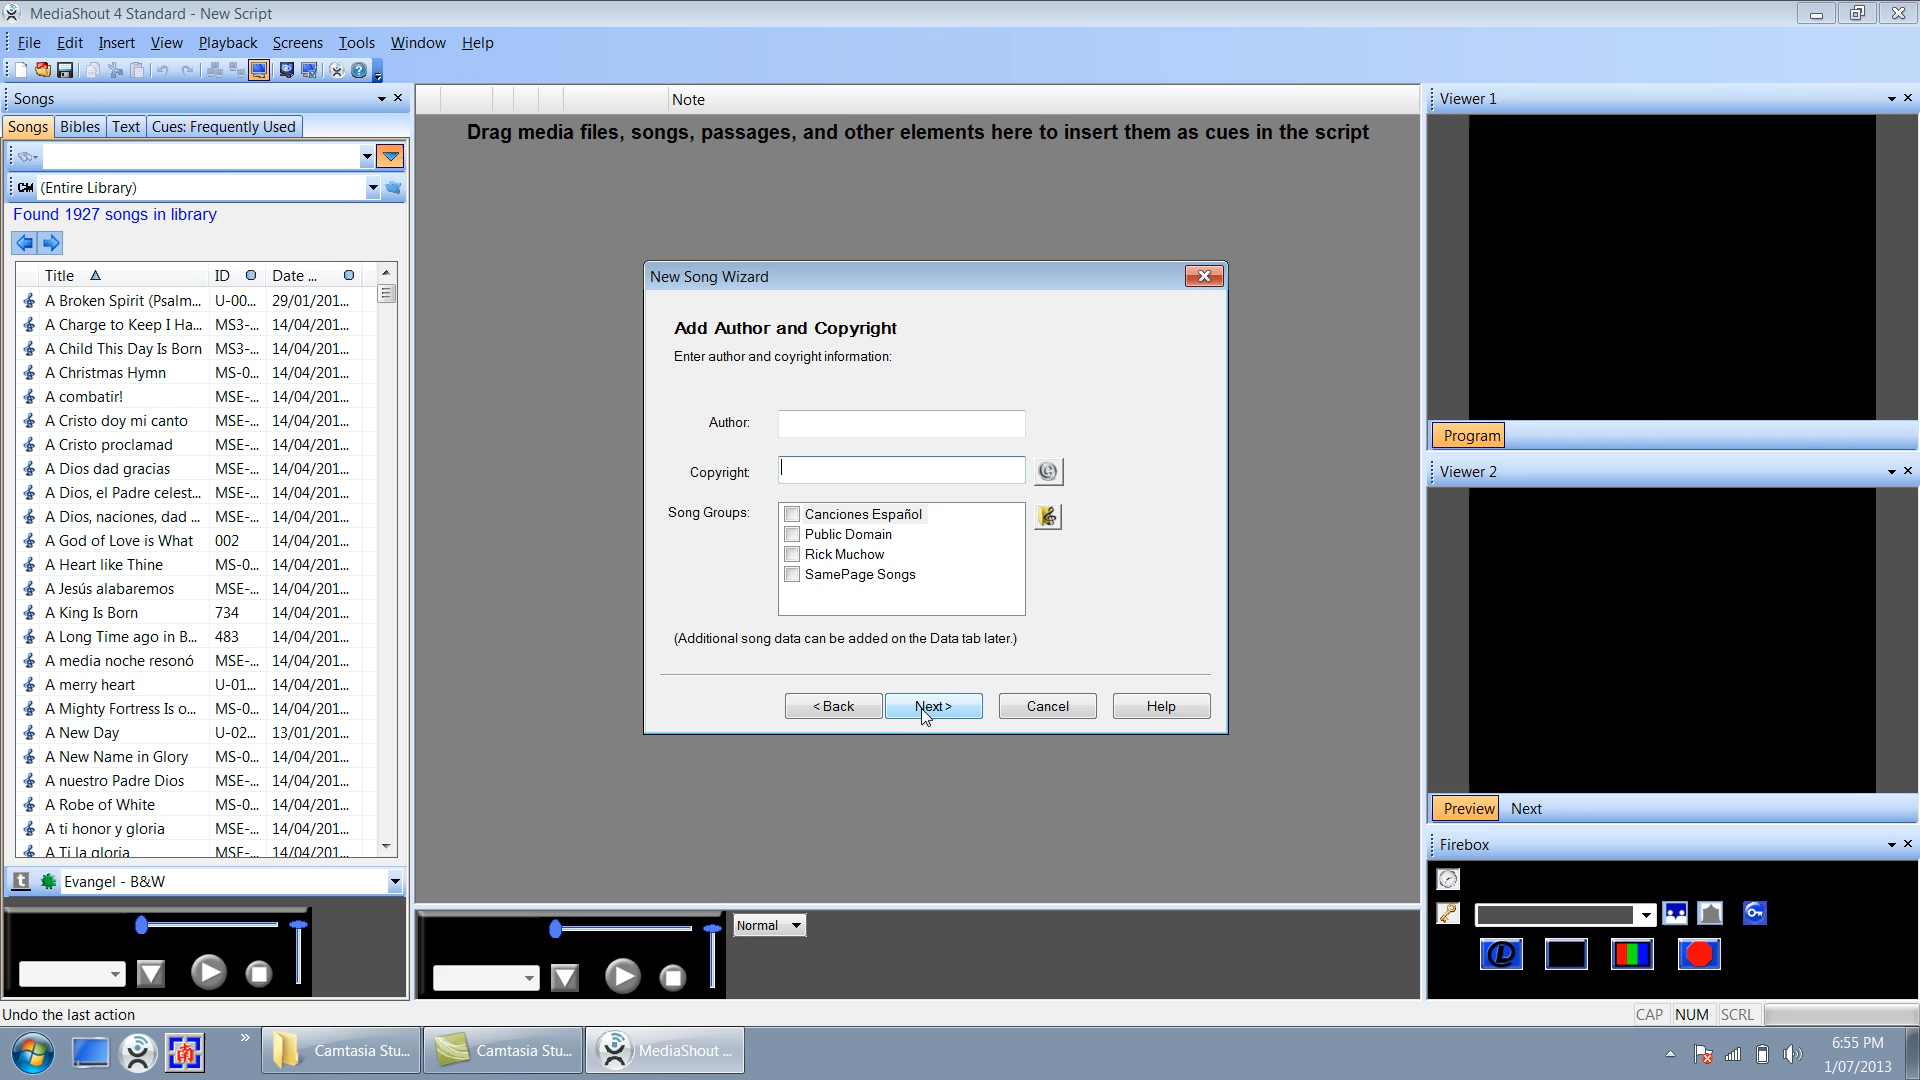 MediaShout 4 Standard - New Script
File Edit Insert View Playback Screens Tools Window Help
Songs
Songs Bibles Text Cues: Frequently Used
CM (Entire Library)
Found 1927 songs in library
Title ID Date ...
A Broken Spirit (Psalm... U-00... 29/01/201...
A Charge to Keep I Ha... MS3-... 14/04/201...
A Child This Day Is Born MS3-... 14/04/201...
A Christmas Hymn MS-0... 14/04/201...
A combatir! MSE-... 14/04/201...
A Cristo doy mi canto MSE-... 14/04/201...
A Cristo proclamad MSE-... 14/04/201...
A Dios dad gracias MSE-... 14/04/201...
A Dios, el Padre celest... MSE-... 14/04/201...
A Dios, naciones, dad ... MSE-... 14/04/201...
A God of Love is What 002 14/04/201...
A Heart like Thine MS-0... 14/04/201...
A Jesús alabaremos MSE-... 14/04/201...
A King Is Born 734 14/04/201...
A Long Time ago in B... 483 14/04/201...
A media noche resonó MSE-... 14/04/201...
A merry heart U-01... 14/04/201...
A Mighty Fortress Is o... MS-0... 14/04/201...
A New Day U-02... 13/01/201...
A New Name in Glory MS-0... 14/04/201...
A nuestro Padre Dios MSE-... 14/04/201...
A Robe of White MS-0... 14/04/201...
A ti honor y gloria MSE-... 14/04/201...
A Ti la gloria MSE-... 14/04/201...
t Evangel - B&W
Note
Drag media files, songs, passages, and other elements here to insert them as cues in the script
New Song Wizard
Add Author and Copyright
Enter author and coyright information:
Author:
Copyright:
Song Groups:
Canciones Español
Public Domain
Rick Muchow
SamePage Songs
(Additional song data can be added on the Data tab later.)
< Back Next > Cancel Help
Normal
Viewer 1
Program
Viewer 2
Preview Next
Firebox
Undo the last action
CAP NUM SCRL
南 » Camtasia Stu... Camtasia Stu... MediaShout ...
6:55 PM
1/07/2013